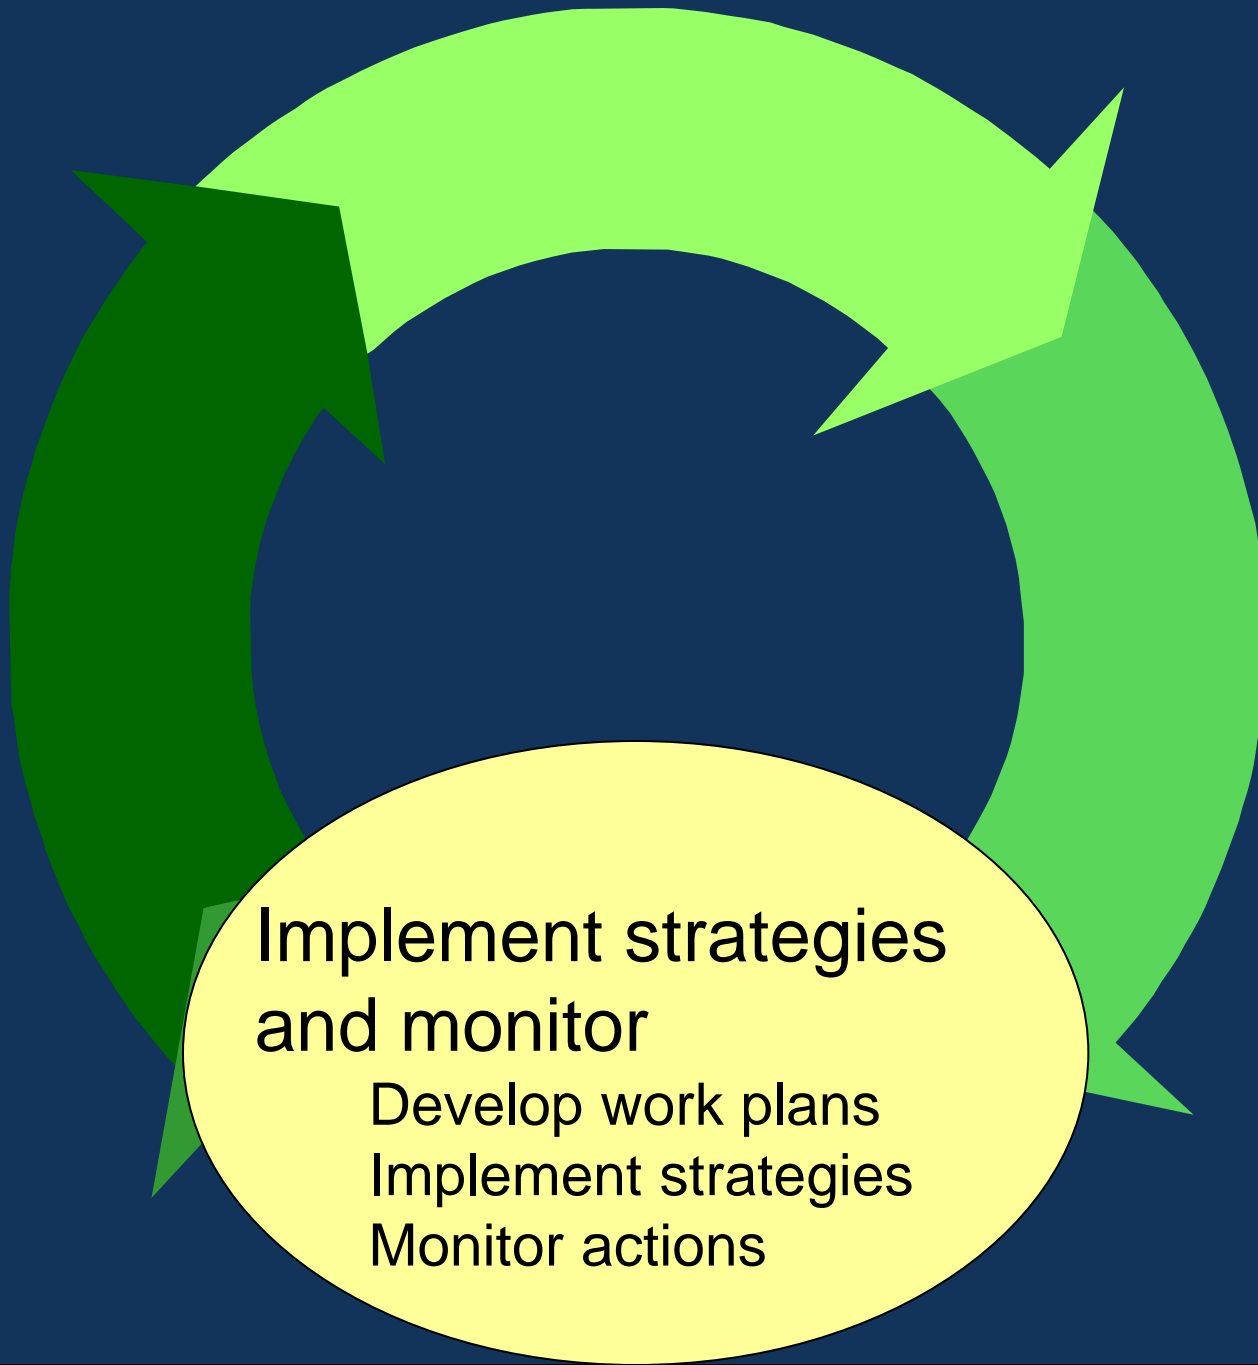 Implement strategies
and monitor
Develop work plans
Implement strategies
Monitor actions